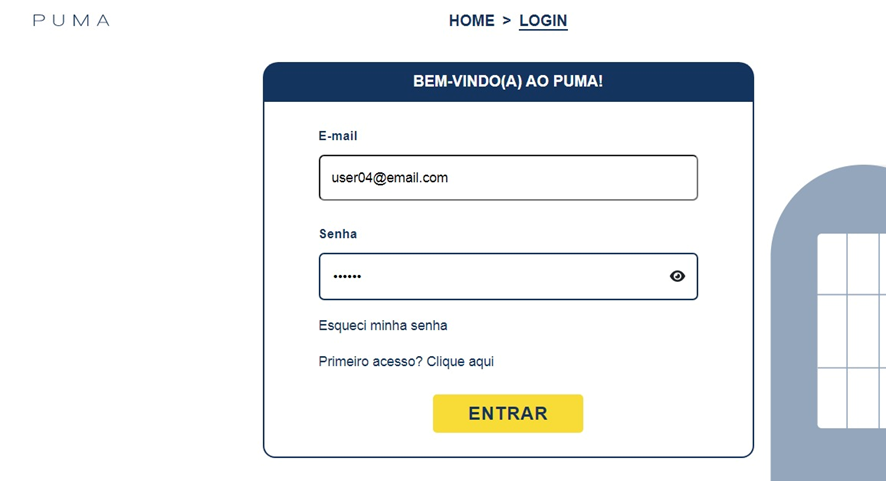 PUMA
HOME > LOGIN
BEM-VINDO(A) AO PUMA!
E-mail
user04@email.com
Senha
••••••
Esqueci minha senha
Primeiro acesso? Clique aqui
ENTRAR